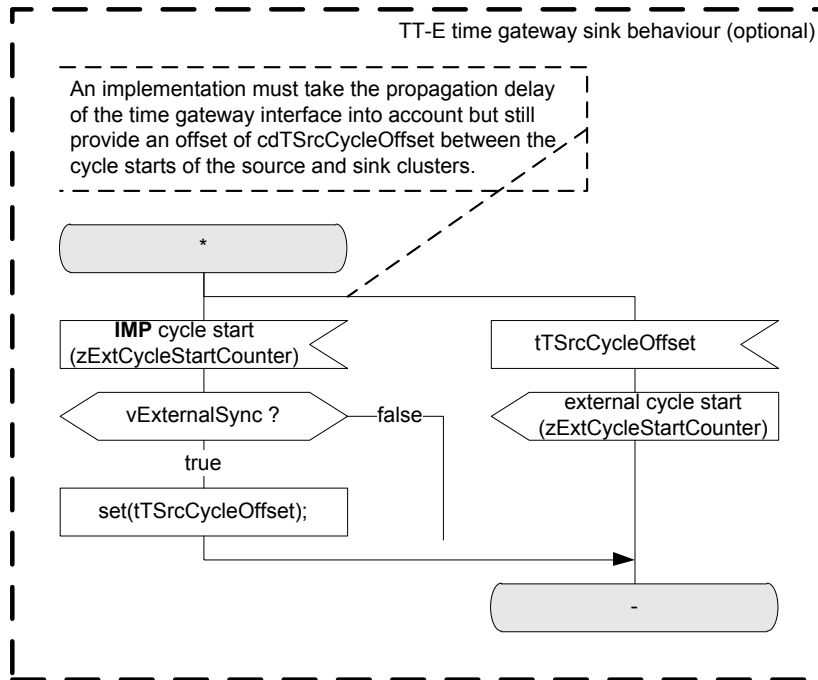 TT-E time gateway sink behaviour (optional)
An implementation must take the propagation delay
of the time gateway interface into account but still
provide an offset of cdTSrcCycleOffset between the
cycle starts of the source and sink clusters.
*
IMP cycle start
(zExtCycleStartCounter)
tTSrcCycleOffset
vExternalSync ?
false
external cycle start
(zExtCycleStartCounter)
true
set(tTSrcCycleOffset);
-